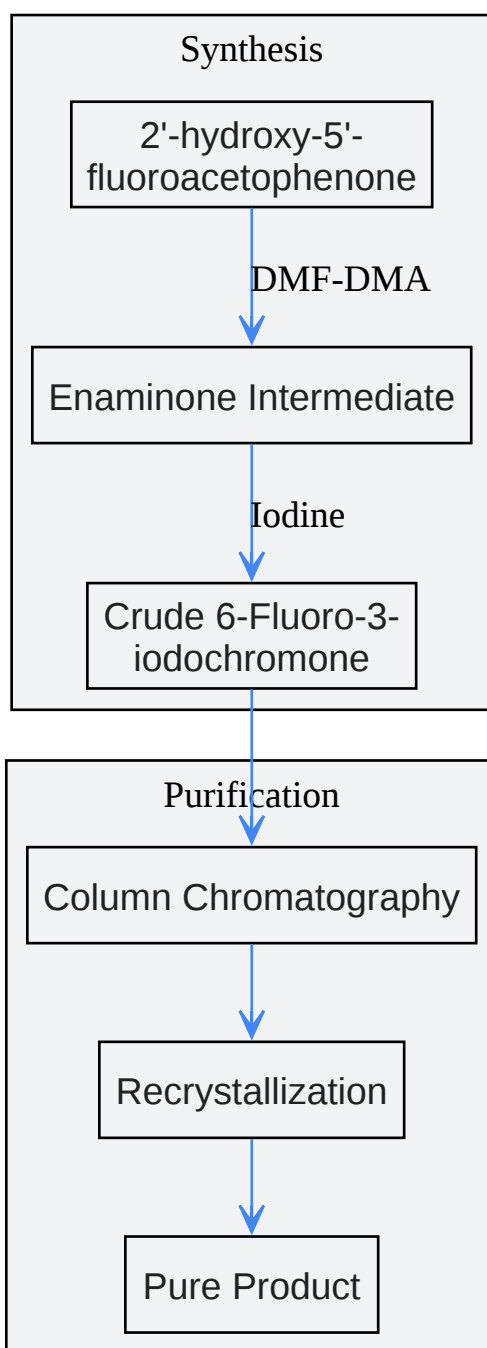 Synthesis
2'-hydroxy-5'-
fluoroacetophenone
DMF-DMA
Enaminone Intermediate
Iodine
Crude 6-Fluoro-3-
iodochromone
Purification
Column Chromatography
Recrystallization
Pure Product